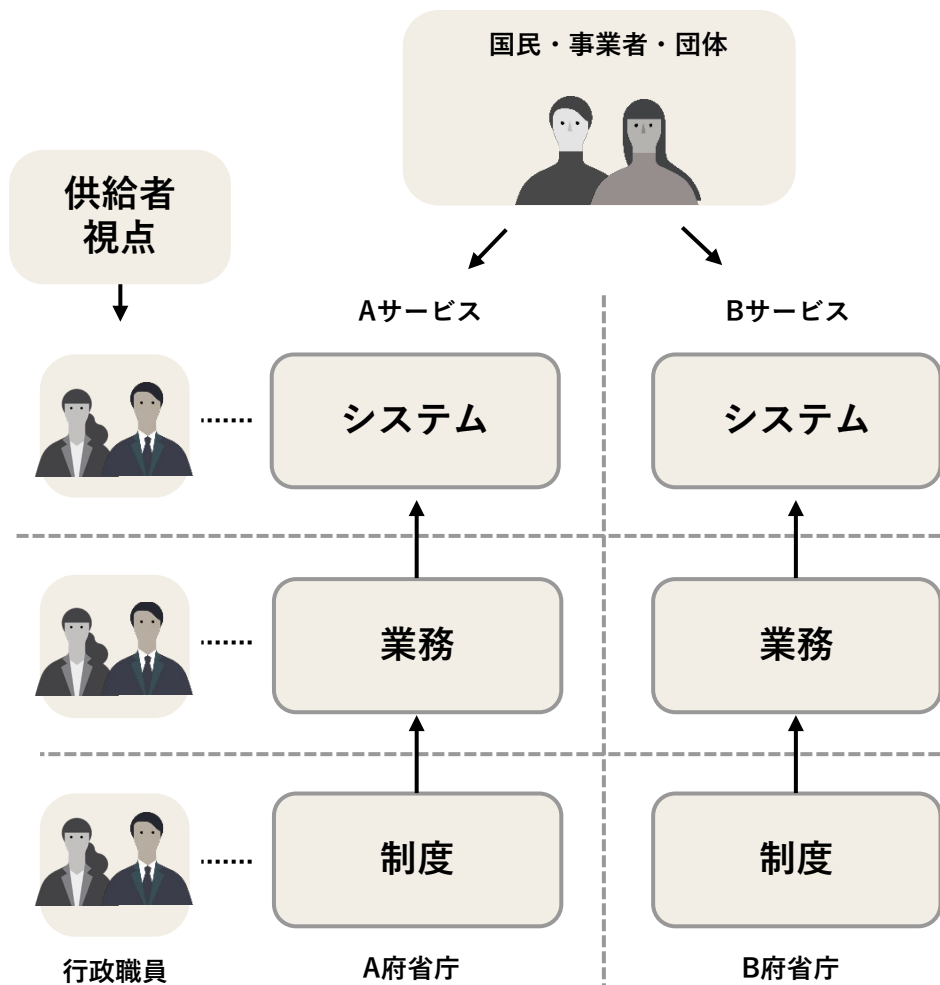 国民・事業者・団体
供給者
視点
Aサービス
Bサービス
システム
システム
業務
業務
制度
制度
行政職員
A府省庁
B府省庁